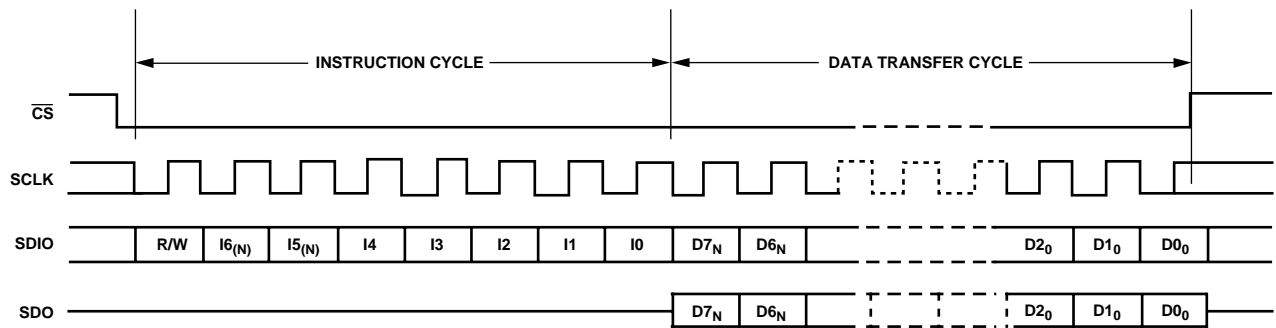 INSTRUCTION CYCLE DATA TRANSFER CYCLE
CS
SCLK
SDIO R/W I6(N) I5(N) I4 I3 I2 I1 I0 D7N D6N D20 D10 D00
SDO D7N D6N D20 D10 D00